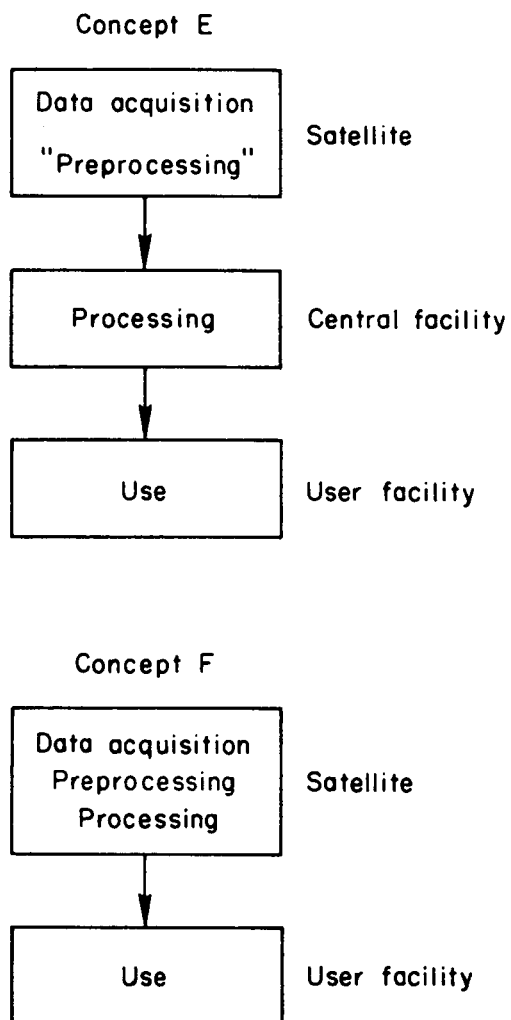 Concept E
Data acquisition
"Preprocessing"
Satellite
Processing
Central facility
Use
User facility
Concept F
Data acquisition
Preprocessing
Processing
Satellite
Use
User facility